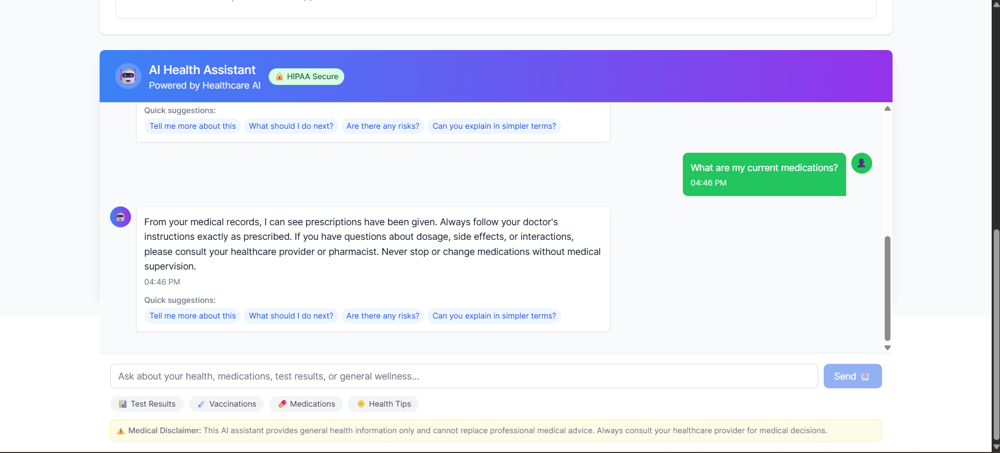 AI Health Assistant
Powered by Healthcare AI
HIPAA Secure
Quick suggestions:
Tell me more about this
What should I do next?
Are there any risks?
Can you explain in simpler terms?
What are my current medications?
04:46 PM
From your medical records, I can see prescriptions have been given. Always follow your doctor's
instructions exactly as prescribed. If you have questions about dosage, side effects, or interactions,
please consult your healthcare provider or pharmacist. Never stop or change medications without medical
supervision.
04:46 PM
Quick suggestions:
Tell me more about this
What should I do next?
Are there any risks?
Can you explain in simpler terms?
Ask about your health, medications, test results, or general wellness...
Send
Test Results
Vaccinations
Medications
Health Tips
Medical Disclaimer: This AI assistant provides general health information only and cannot replace professional medical advice. Always consult your healthcare provider for medical decisions.